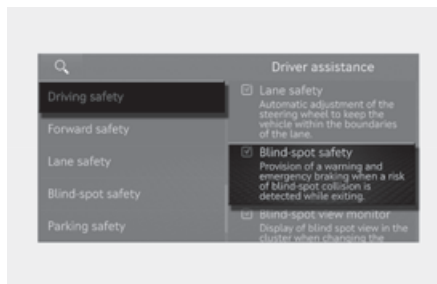 Driver assistance
Driving safety
Forward safety
Lane safety
Blind-spot safety
Parking safety
Lane safety
Automatic adjustment of the
steering wheel to keep the
vehicle within the boundaries
of the lane.
Blind-spot safety
Provision of a warning and
emergency braking when a risk
of blind-spot collision is
detected while exiting.
Blind-spot view monitor
Display of blind spot view in the
cluster when changing the